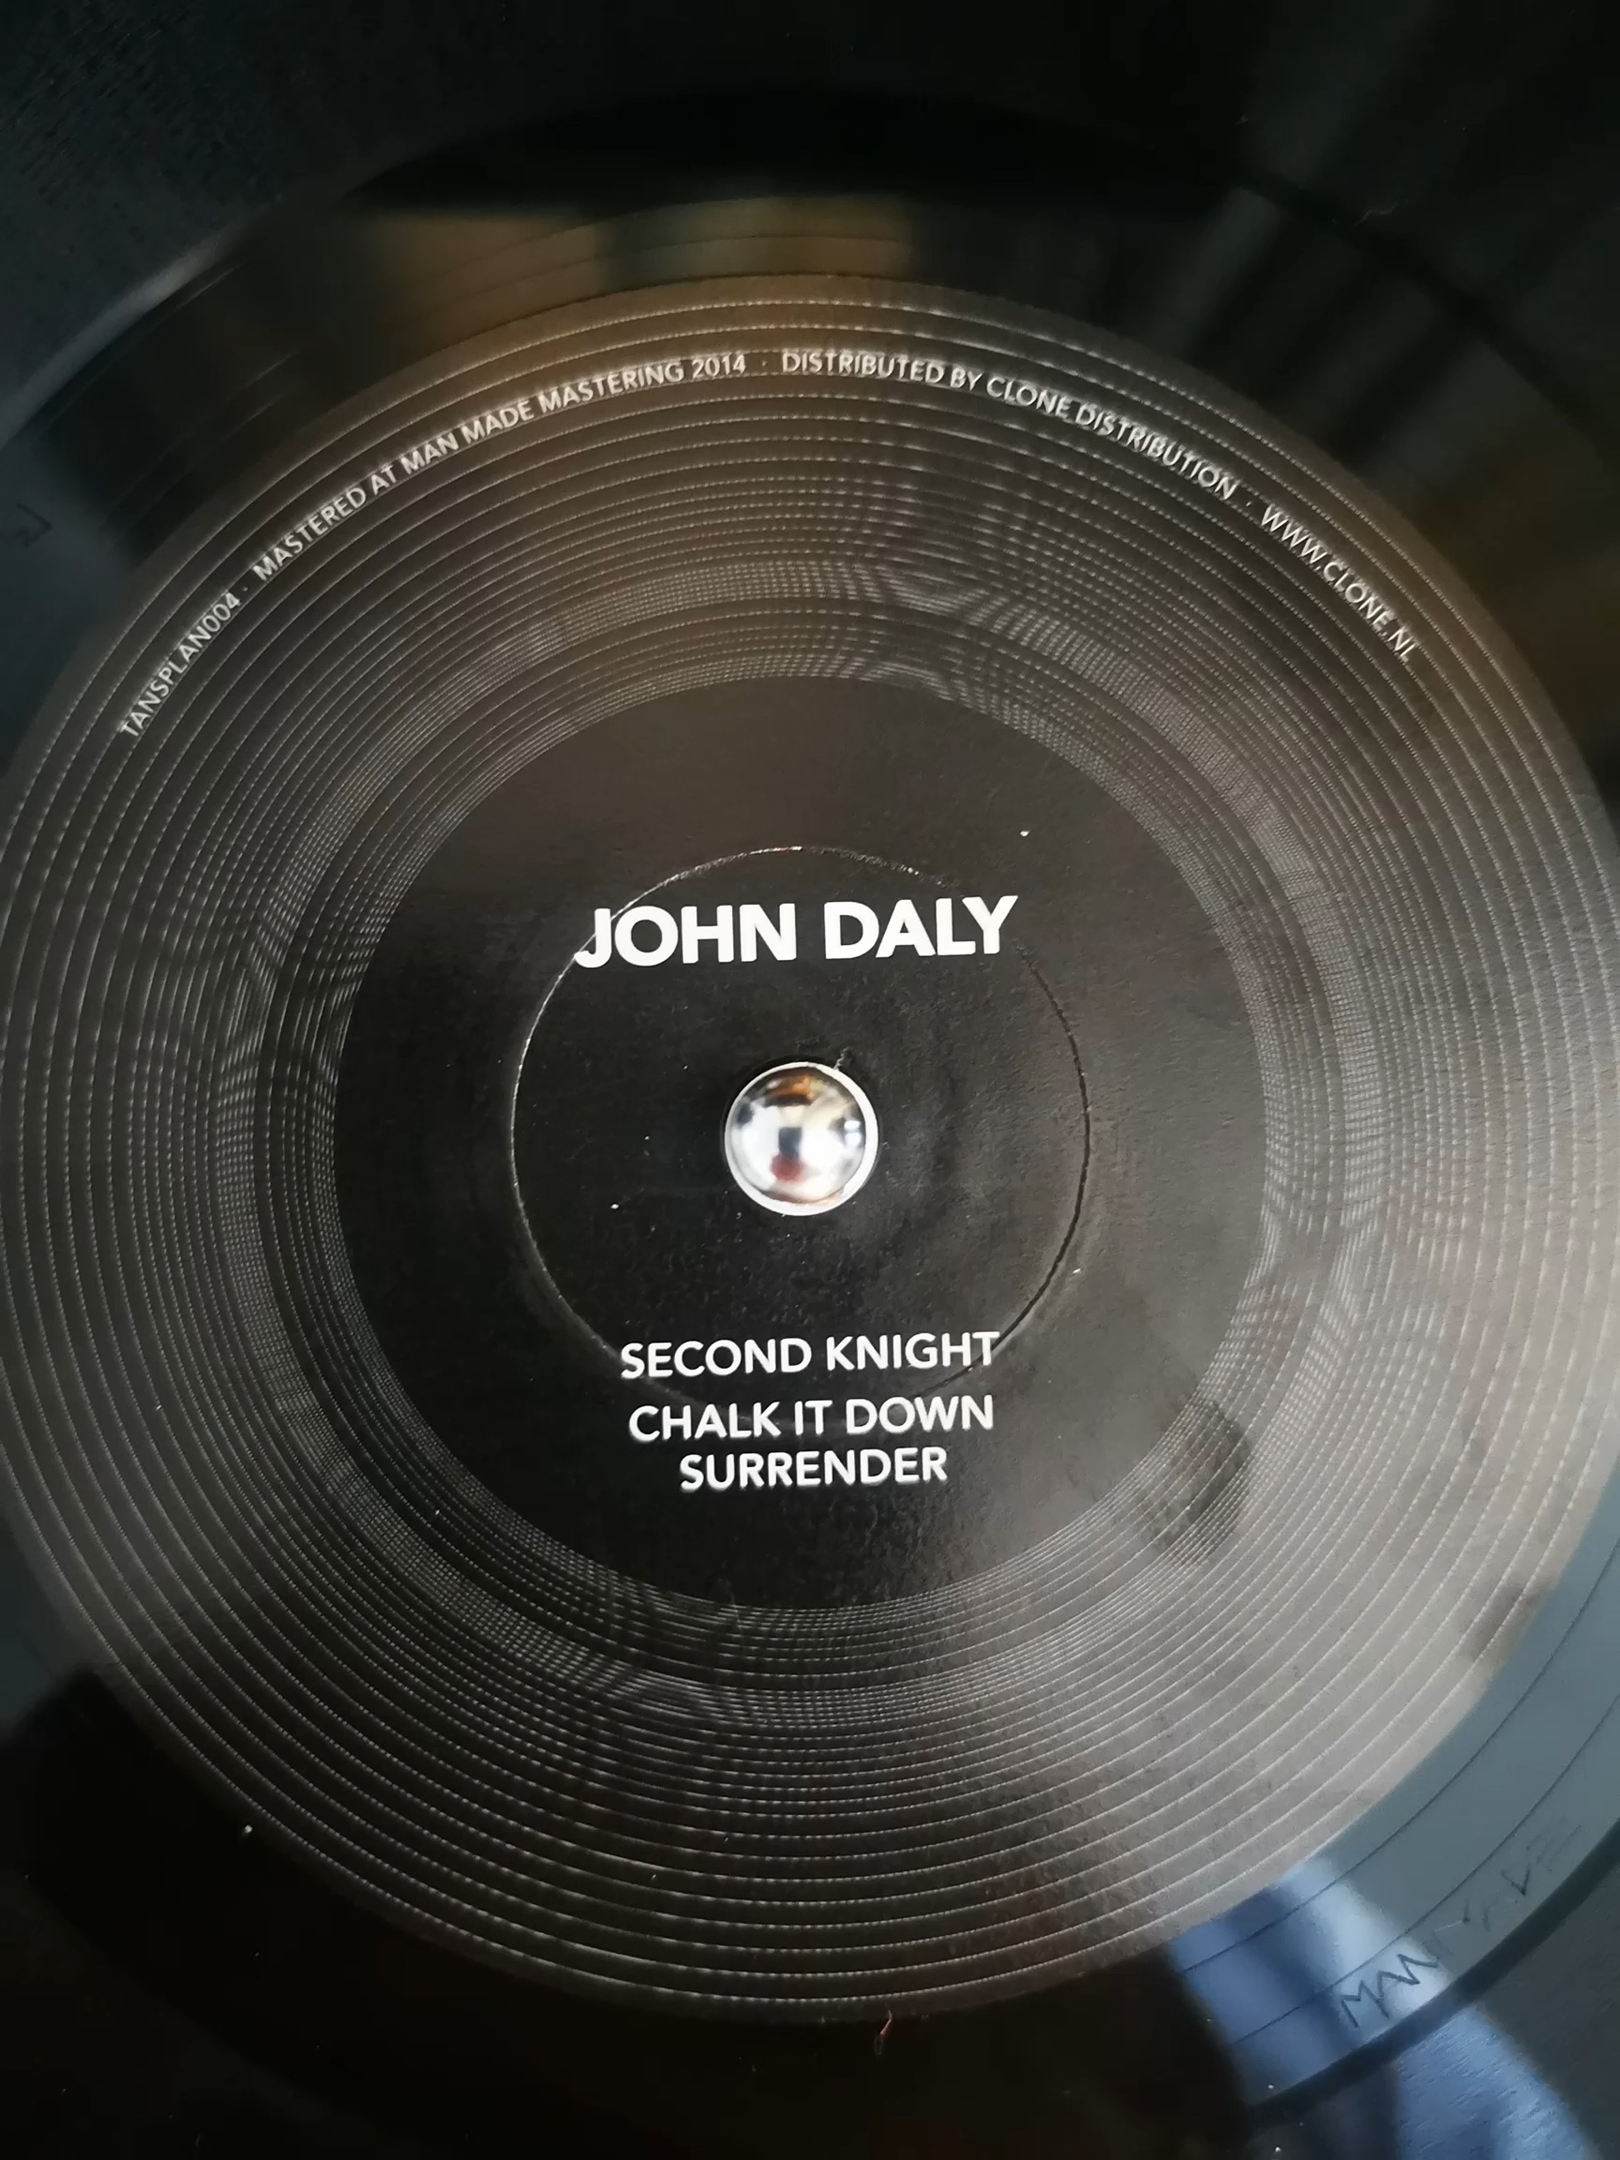 TANSPLAN004 · MASTERED AT MAN MADE MASTERING 2014 · DISTRIBUTED BY CLONE DISTRIBUTION · WWW.CLONE.NL
JOHN DALY
SECOND KNIGHT
CHALK IT DOWN
SURRENDER
MAN